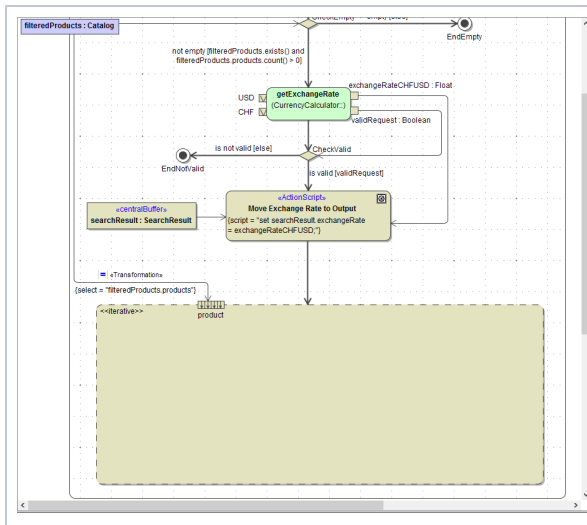 filteredProducts : Catalog
EndEmpty
not empty [filteredProducts.exists() and
filteredProducts.products.count() > 0]
exchangeRateCHFUSD : Float
getExchangeRate
USD
(CurrencyCalculator::)
CHF
validRequest : Boolean
is not valid [else]
CheckValid
EndNotValid
is valid [validRequest]
«ActionScript»
Move Exchange Rate to Output
{script = "set searchResult.exchangeRate
= exchangeRateCHFUSD;"}
«centralBuffer»
searchResult : SearchResult
= «Transformation»
{select = "filteredProducts.products"}
<<iterative>>
product